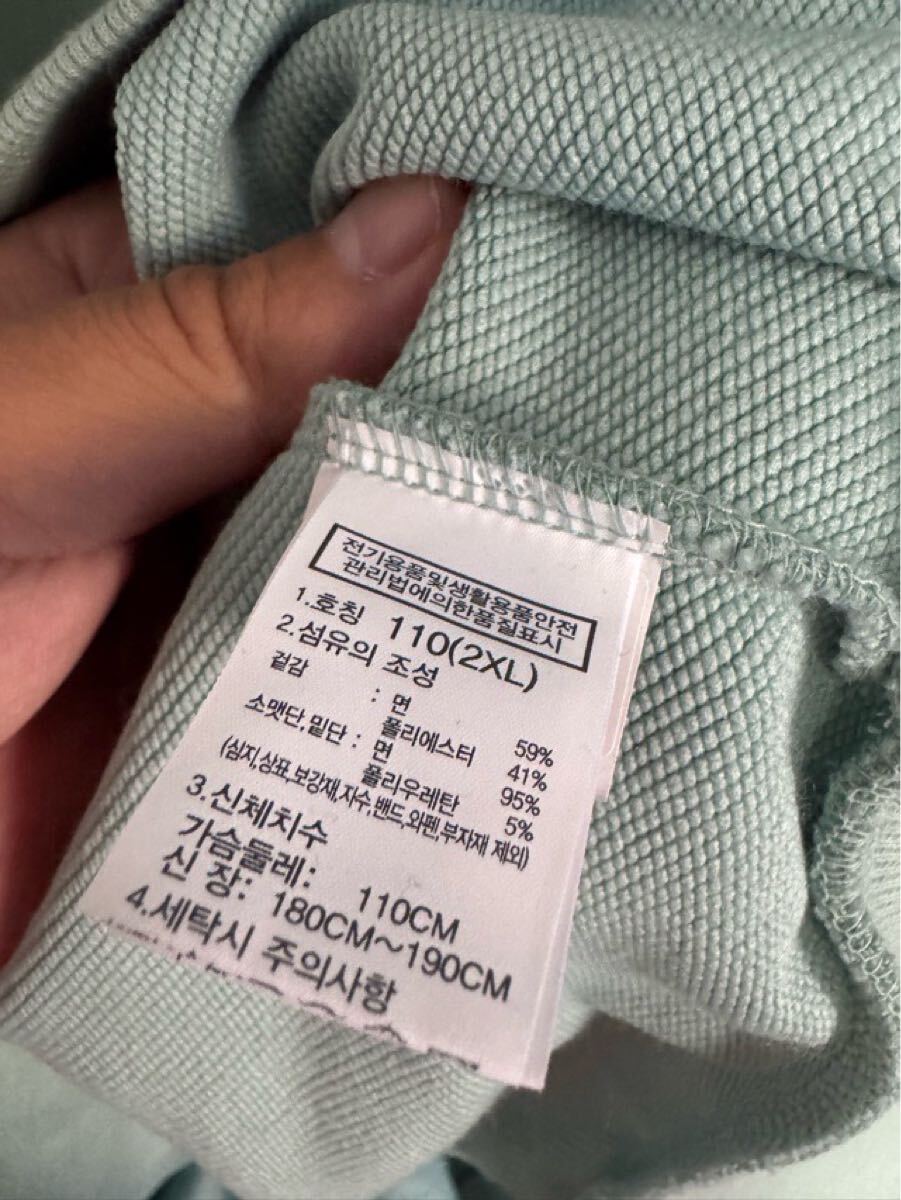 전기용품및생활용품안전
관리법에의한품질표시
1.호칭 110(2XL)
2.섬유의 조성
겉감 : 면 59%
폴리에스터 41%
소맷단,밑단 : 면 95%
폴리우레탄 5%
(심지,상표,보강재,자수,밴드,와펜,부자재 제외)
3.신체치수
가슴둘레: 110CM
신 장: 180CM~190CM
4.세탁시 주의사항